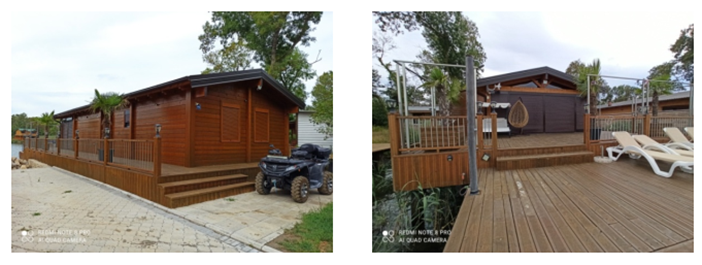 REDMI NOTE 8 PRO
AI QUAD CAMERA
REDMI NOTE 8 PRO
AI QUAD CAMERA